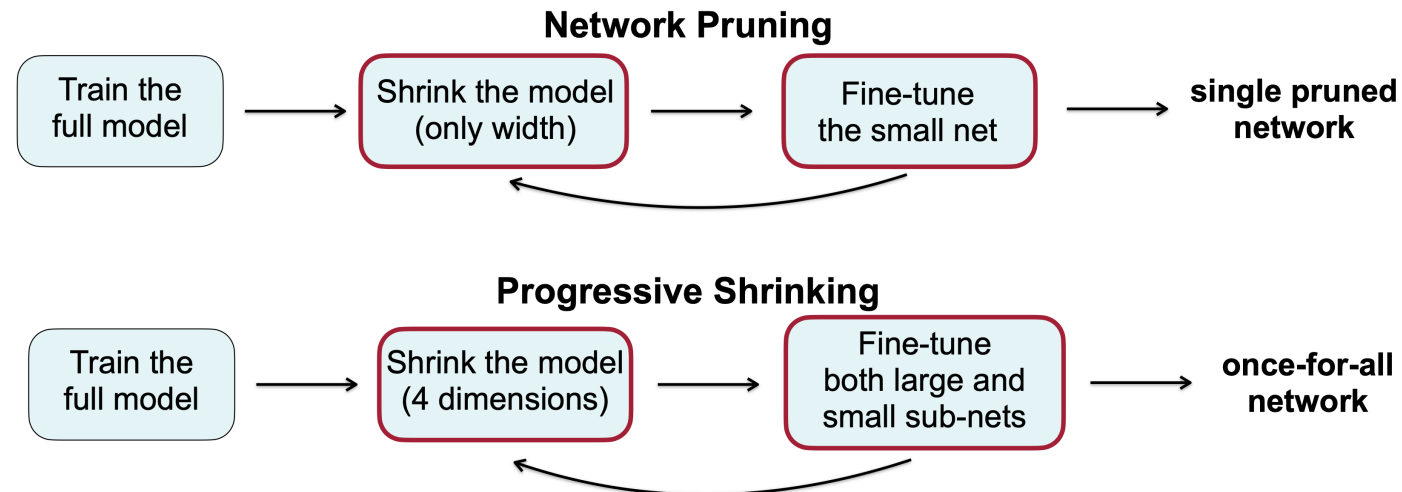 Network Pruning
Train the
full model
Shrink the model
(only width)
Fine-tune
the small net
single pruned
network
Progressive Shrinking
Train the
full model
Shrink the model
(4 dimensions)
Fine-tune
both large and
small sub-nets
once-for-all
network